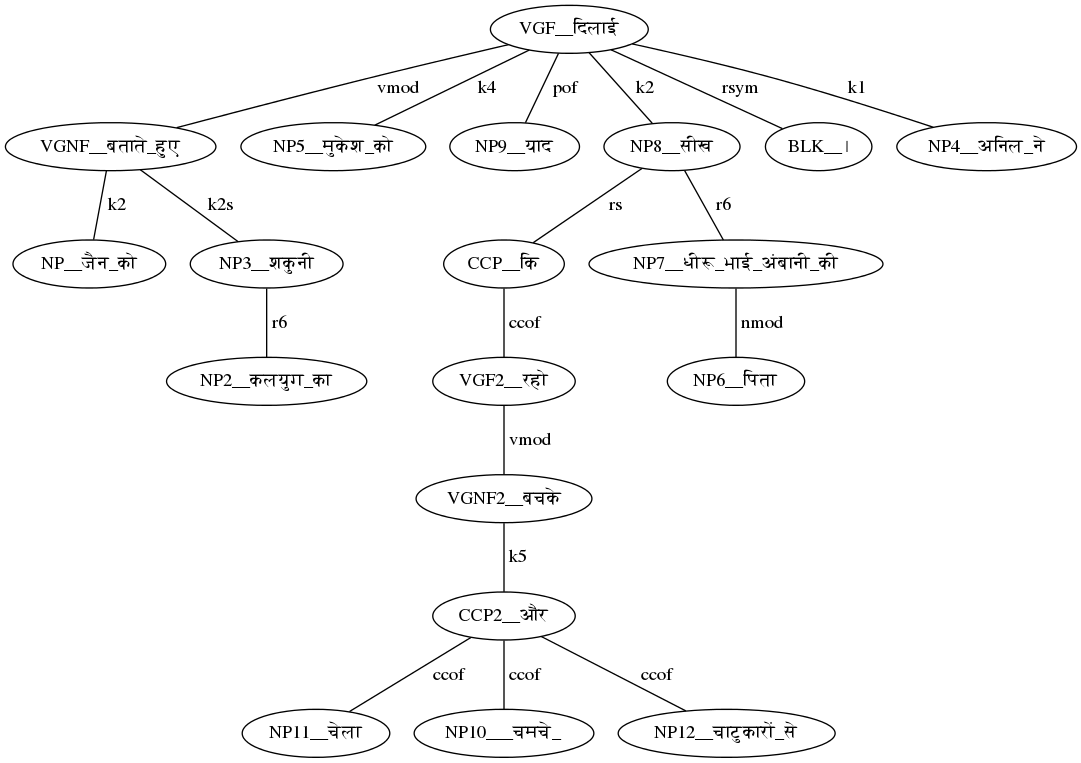 VGF__दिलाई
vmod k4 pof k2 rsym k1
VGNF__बताते_हुए NP5__मुकेश_को NP9__याद NP8__सीख BLK__। NP4__अनिल_ने
k2 k2s rs r6
NP__जैन_को NP3__शकुनी CCP__कि NP7__धीरू_भाई_अंबानी_की
r6 ccof nmod
NP2__कलयुग_का VGF2__रहो NP6__पिता
vmod
VGNF2__बचके
k5
CCP2__और
ccof ccof ccof
NP11__चेला NP10___चमचे_ NP12__चाटुकारों_से